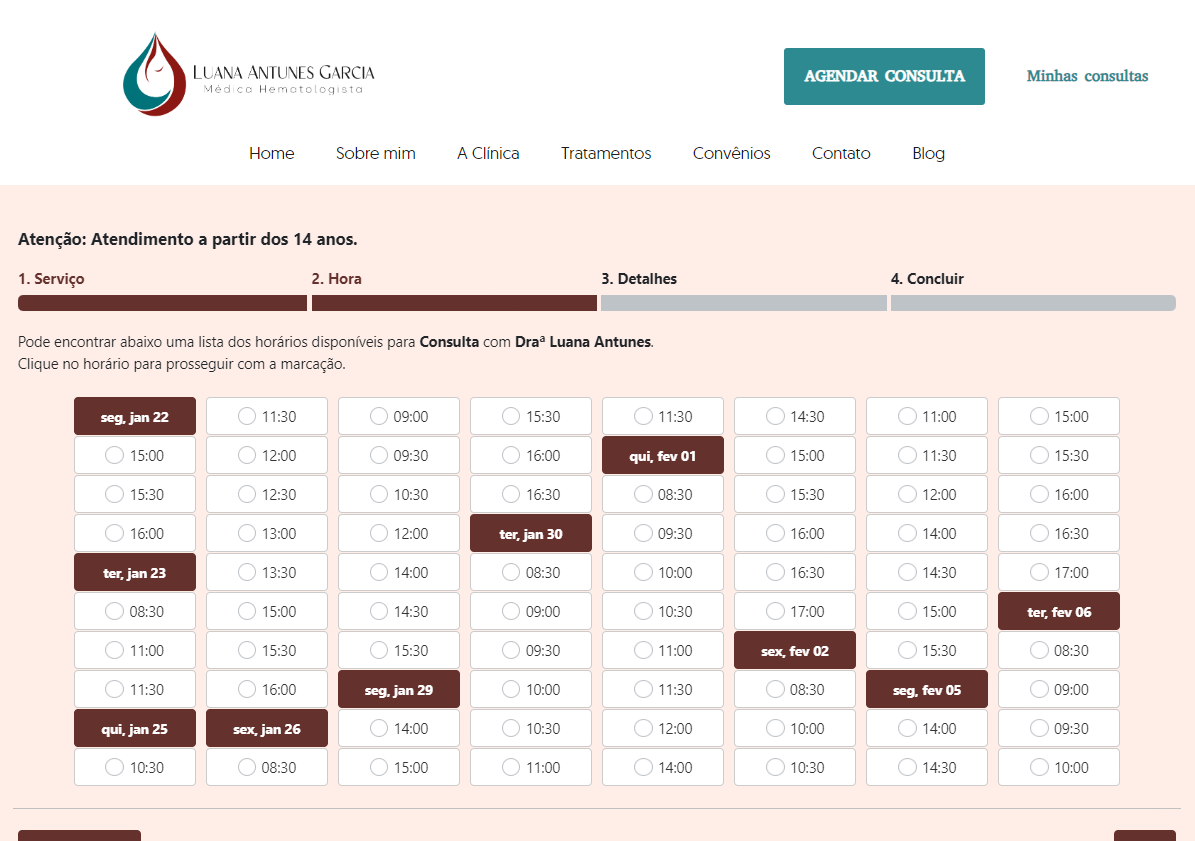 LUANA ANTUNES GARCIA
Médica Hematologista
AGENDAR CONSULTA
Minhas consultas
Home
Sobre mim
A Clínica
Tratamentos
Convênios
Contato
Blog
Atenção: Atendimento a partir dos 14 anos.
1. Serviço
2. Hora
3. Detalhes
4. Concluir
Pode encontrar abaixo uma lista dos horários disponíveis para Consulta com Draª Luana Antunes.
Clique no horário para prosseguir com a marcação.
seg, jan 22
15:00
15:30
16:00
ter, jan 23
08:30
11:00
11:30
qui, jan 25
10:30
11:30
12:00
12:30
13:00
13:30
15:00
15:30
16:00
sex, jan 26
08:30
09:00
09:30
10:30
12:00
14:00
14:30
15:30
seg, jan 29
14:00
15:00
15:30
16:00
16:30
ter, jan 30
08:30
09:00
09:30
10:00
10:30
11:00
11:30
qui, fev 01
08:30
09:30
10:00
10:30
11:00
11:30
12:00
14:00
14:30
15:00
15:30
16:00
16:30
17:00
sex, fev 02
08:30
10:00
10:30
11:00
11:30
12:00
14:00
14:30
15:00
15:30
seg, fev 05
14:00
14:30
15:00
15:30
16:00
16:30
17:00
ter, fev 06
08:30
09:00
09:30
10:00